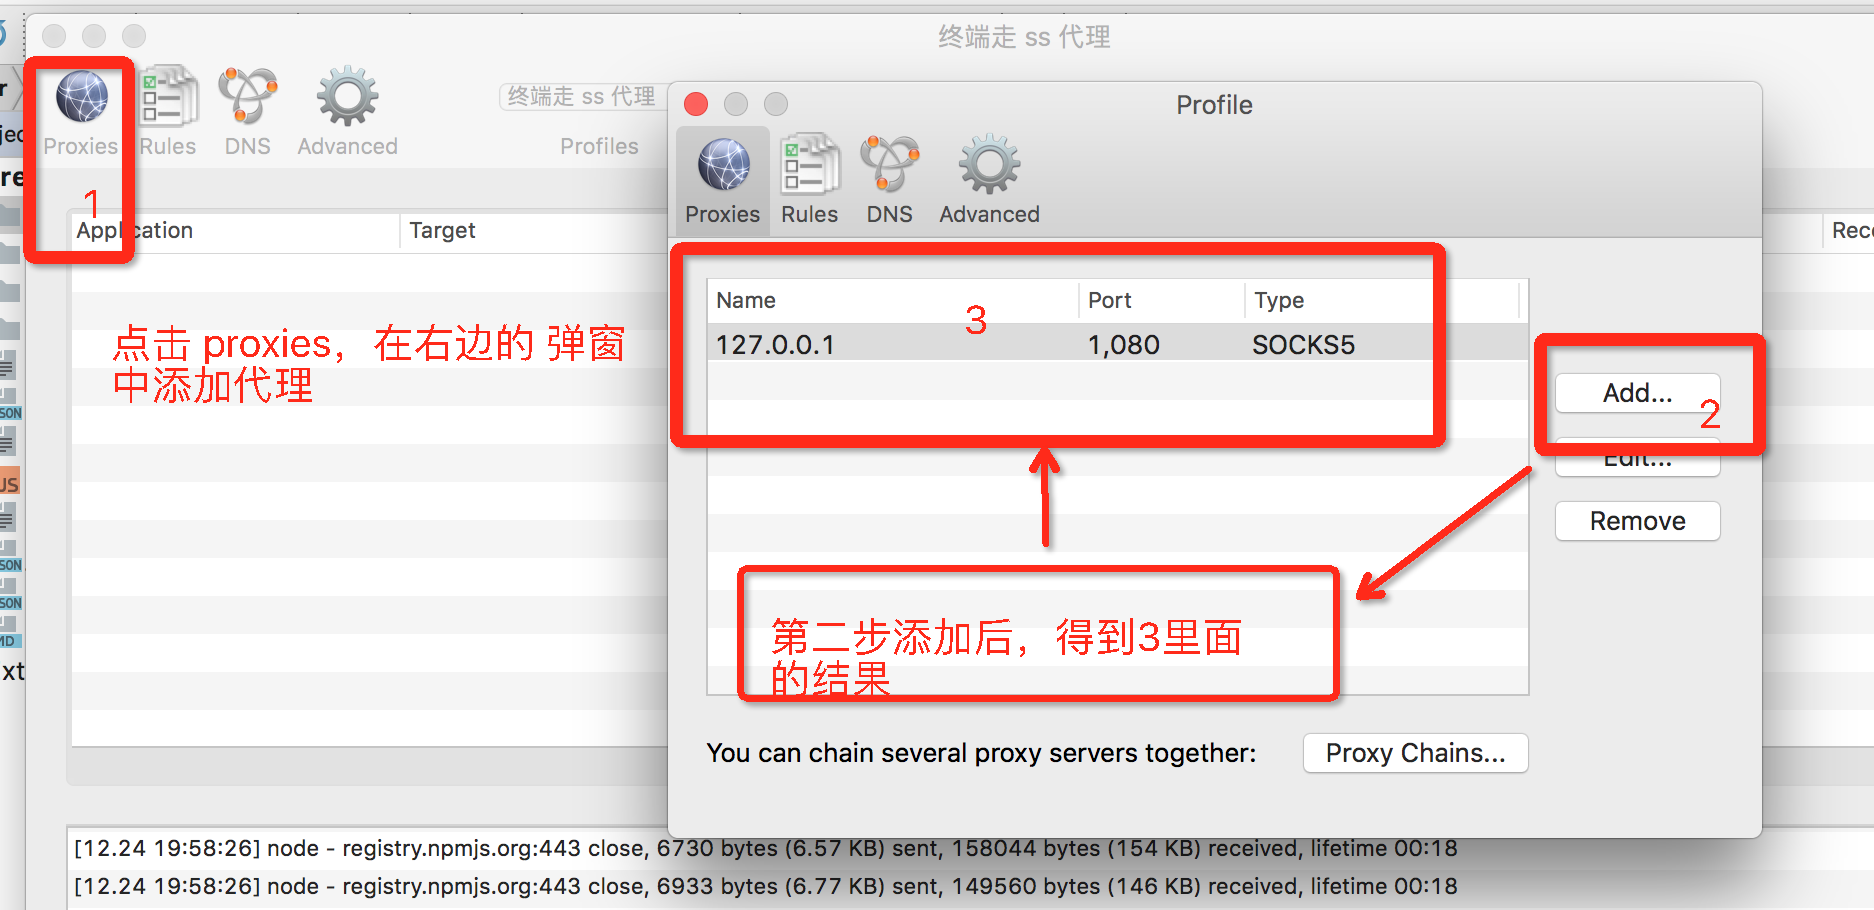 终端走 ss 代理
终端走 ss 代理
Proxies
Rules
DNS
Advanced
Profiles
1
Application
Target
点击 proxies，在右边的 弹窗
中添加代理
Profile
Proxies
Rules
DNS
Advanced
Name
Port
Type
3
127.0.0.1
1,080
SOCKS5
Add...
2
Edit...
Remove
第二步添加后，得到3里面
的结果
You can chain several proxy servers together:
Proxy Chains...
[12.24 19:58:26] node - registry.npmjs.org:443 close, 6730 bytes (6.57 KB) sent, 158044 bytes (154 KB) received, lifetime 00:18
[12.24 19:58:26] node - registry.npmjs.org:443 close, 6933 bytes (6.77 KB) sent, 149560 bytes (146 KB) received, lifetime 00:18